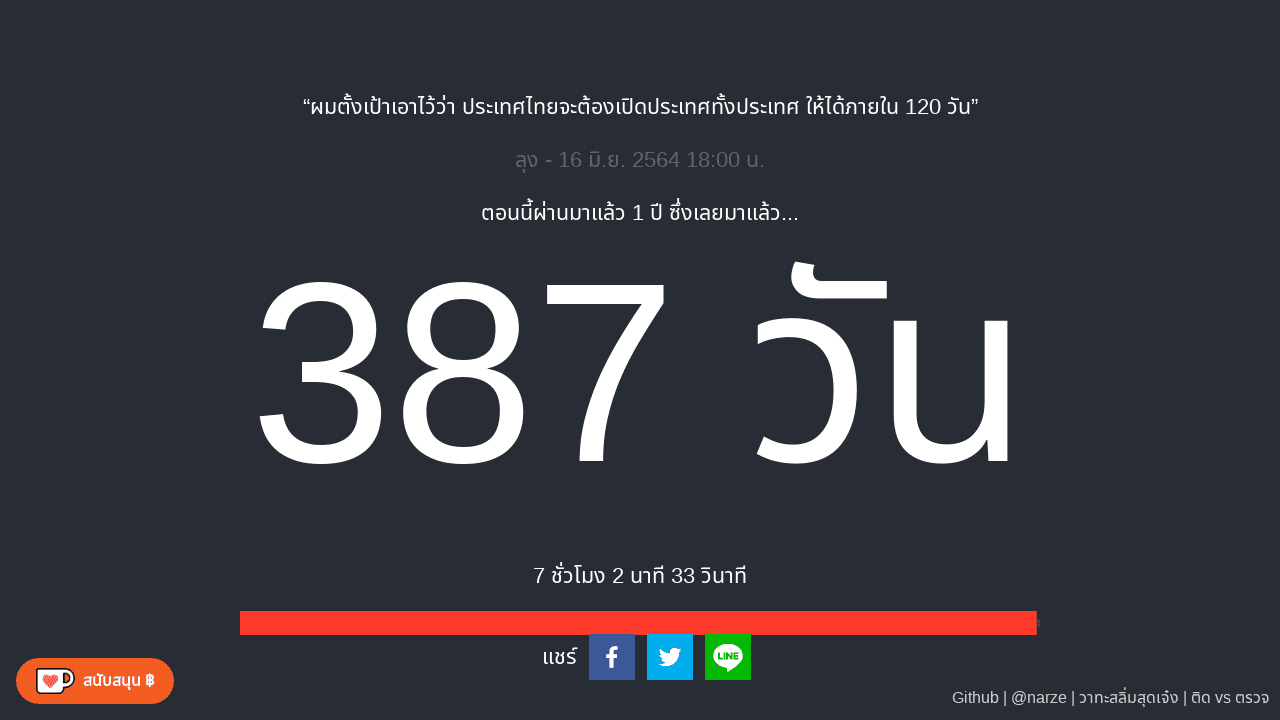 “ผมตั้งเป้าเอาไว้ว่า ประเทศไทยจะต้องเปิดประเทศทั้งประเทศ ให้ได้ภายใน 120 วัน”
ลุง - 16 มิ.ย. 2564 18:00 น.
ตอนนี้ผ่านมาแล้ว 1 ปี ซึ่งเลยมาแล้ว...
387 วัน
7 ชั่วโมง 2 นาที 33 วินาที
แชร์
LINE
สนับสนุน ฿
Github | @narze | วาทะสลิ่มสุดเจ๋ง | ติด vs ตรวจ